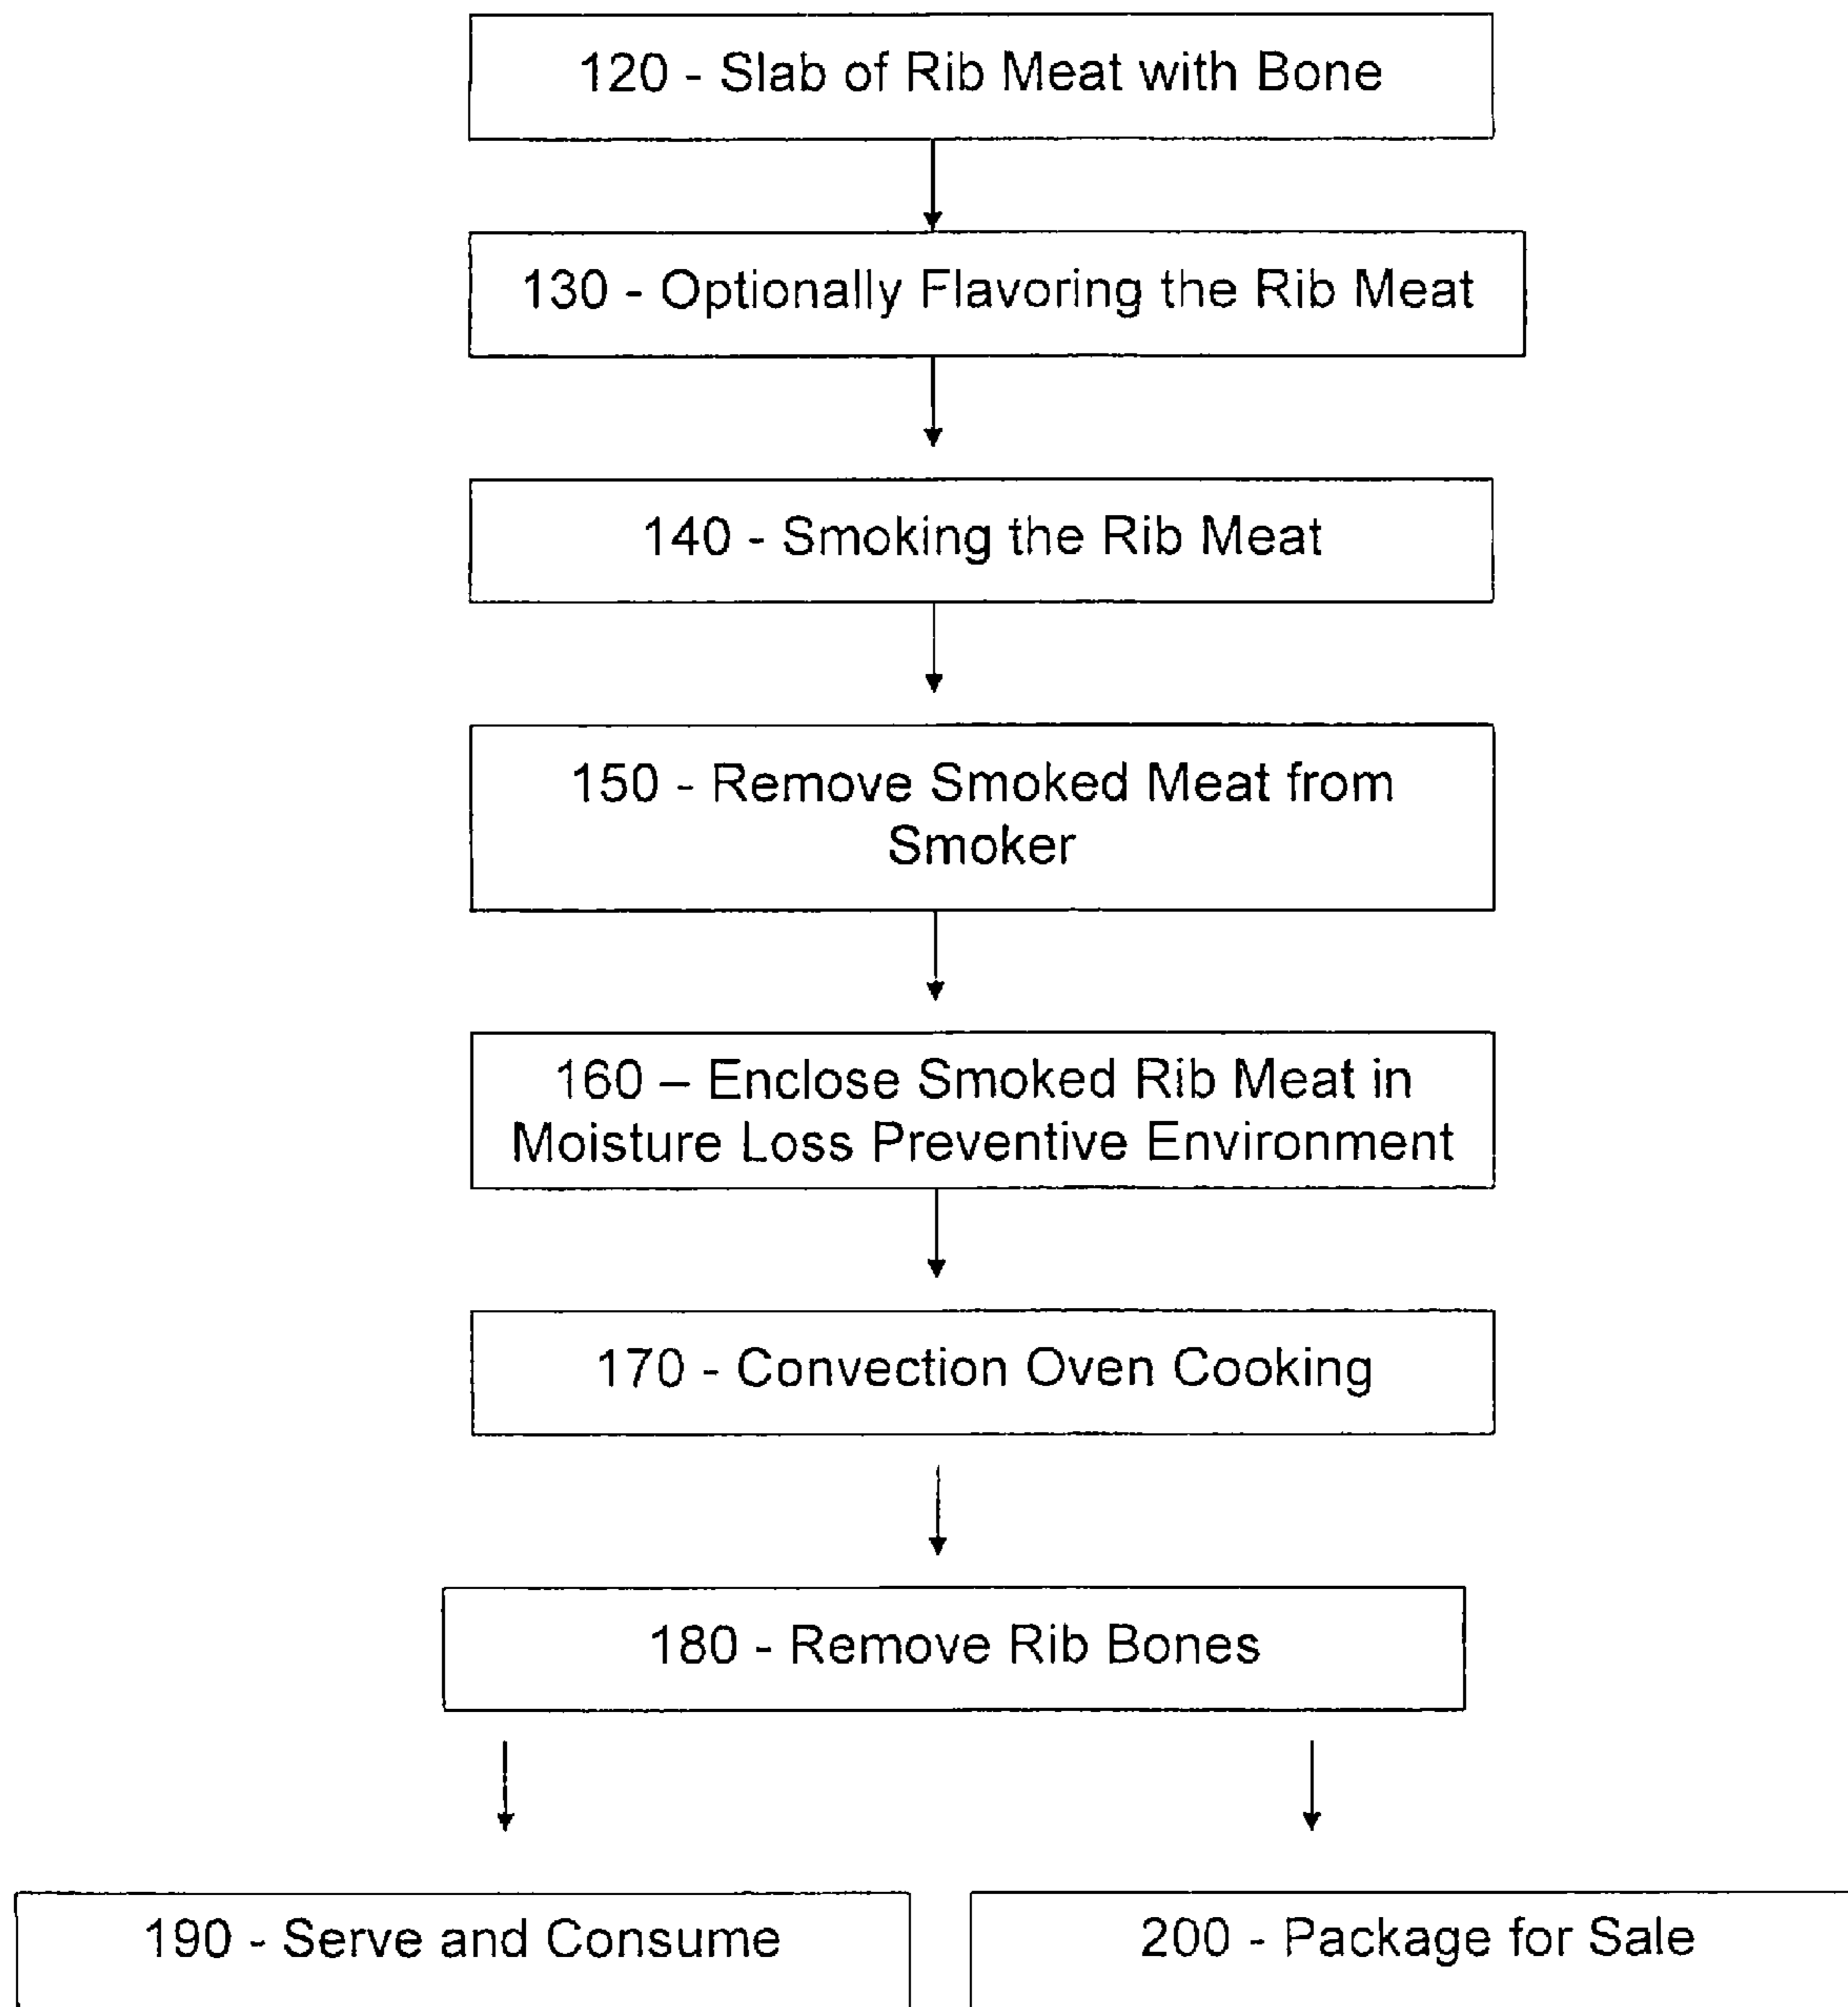 120 - Slab of Rib Meat with Bone
130 - Optionally Flavoring the Rib Meat
140 - Smoking the Rib Meat
150 - Remove Smoked Meat from
Smoker
160 – Enclose Smoked Rib Meat in
Moisture Loss Preventive Environment
170 - Convection Oven Cooking
180 - Remove Rib Bones
190 - Serve and Consume
200 - Package for Sale